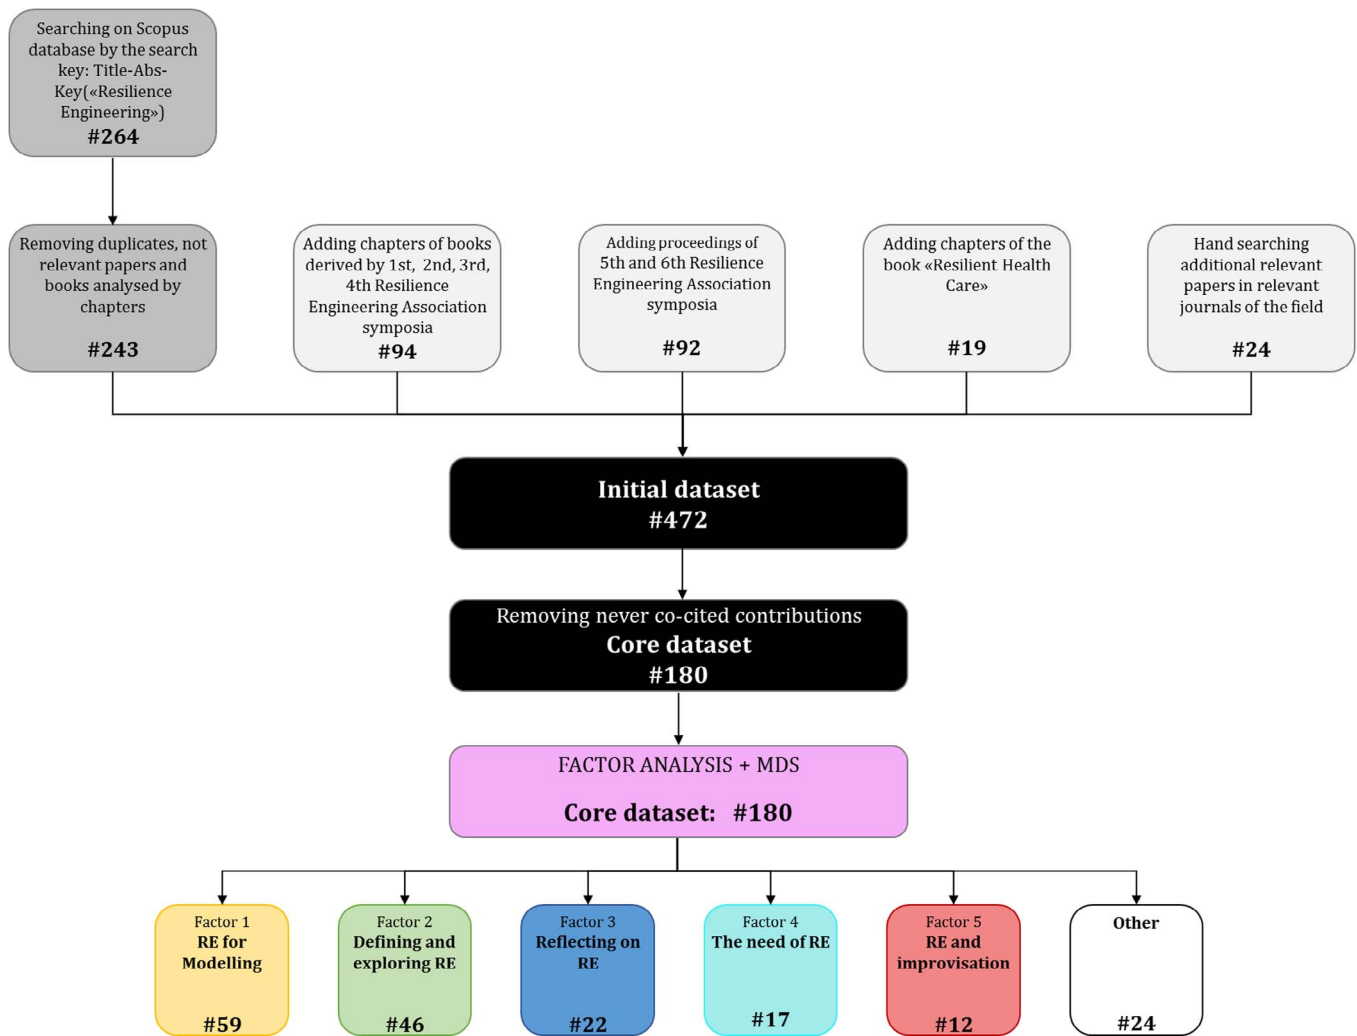 Searching on Scopus
database by the search
key: Title-Abs-
Key(«Resilience
Engineering»)
#264
Removing duplicates, not
relevant papers and
books analysed by
chapters
#243
Adding chapters of books
derived by 1st, 2nd, 3rd,
4th Resilience
Engineering Association
symposia
#94
Adding proceedings of
5th and 6th Resilience
Engineering Association
symposia
#92
Adding chapters of the
book «Resilient Health
Care»
#19
Hand searching
additional relevant
papers in relevant
journals of the field
#24
Initial dataset
#472
Removing never co-cited contributions
Core dataset
#180
FACTOR ANALYSIS + MDS
Core dataset: #180
Factor 1
RE for
Modelling
#59
Factor 2
Defining and
exploring RE
#46
Factor 3
Reflecting on
RE
#22
Factor 4
The need of RE
#17
Factor 5
RE and
improvisation
#12
Other
#24